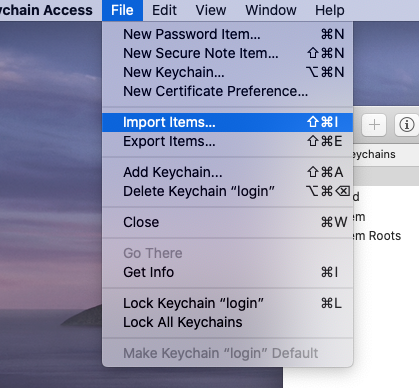 ychain Access File Edit View Window Help
New Password Item... ⌘N
New Secure Note Item... ⇧⌘N
New Keychain... ⌥⌘N
New Certificate Preference...
Import Items... ⇧⌘I
Export Items... ⇧⌘E
eychains
Add Keychain... ⇧⌘A
Delete Keychain “login” ⌥⌘⌫
d
Close ⌘W
em
em Roots
Go There
Get Info ⌘I
Lock Keychain “login” ⌘L
Lock All Keychains
Make Keychain “login” Default